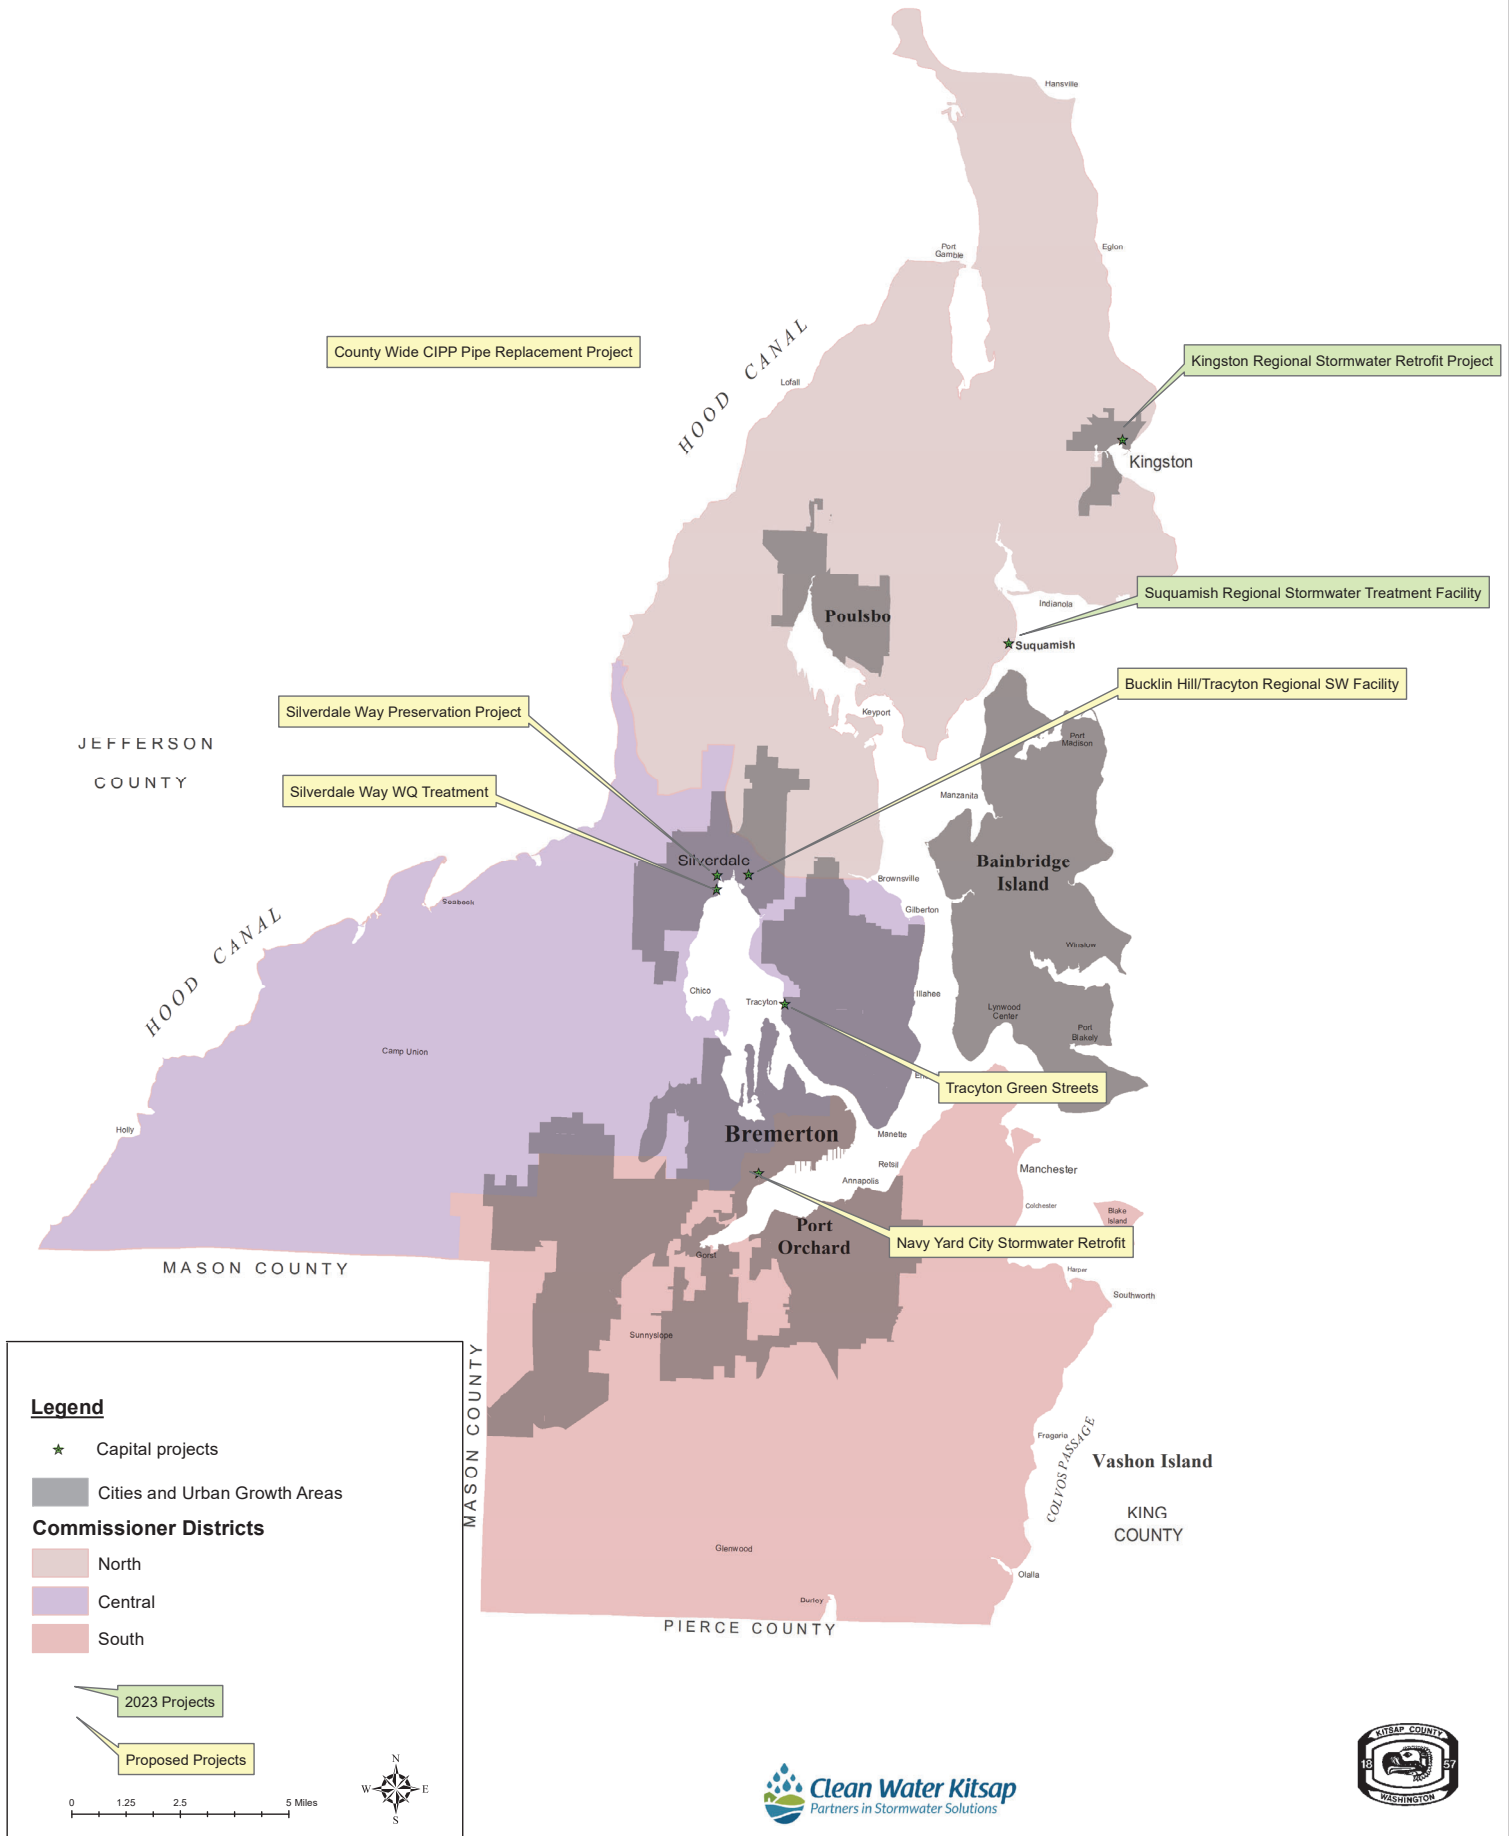 Hansville
Port
Gamble
Eglon
HOOD CANAL
County Wide CIPP Pipe Replacement Project
Kingston Regional Stormwater Retrofit Project
Lofall
Kingston
Suquamish Regional Stormwater Treatment Facility
Indianola
Poulsbo
Suquamish
Bucklin Hill/Tracyton Regional SW Facility
Silverdale Way Preservation Project
Keyport
Port
Madison
JEFFERSON
COUNTY
Silverdale Way WQ Treatment
Manzanita
Silverdale
Bainbridge
Island
Brownsville
Seabeck
Gilberton
HOOD CANAL
Winslow
Chico
Tracyton
Illahee
Lynwood
Center
Port
Blakely
Camp Union
Tracyton Green Streets
Holly
Bremerton
Manette
Retsil
Manchester
Annapolis
Colchester
Blake
Island
Port
Orchard
Navy Yard City Stormwater Retrofit
Gorst
MASON COUNTY
Harper
Southworth
Sunnyslope
MASON COUNTY
Fragaria
COLVOS PASSAGE
Vashon Island
KING
COUNTY
Glenwood
Olalla
Burley
PIERCE COUNTY
Legend
Capital projects
Cities and Urban Growth Areas
Commissioner Districts
North
Central
South
2023 Projects
Proposed Projects
N
W E
S
0 1.25 2.5 5 Miles
Clean Water Kitsap
Partners in Stormwater Solutions
KITSAP COUNTY
18 57
WASHINGTON